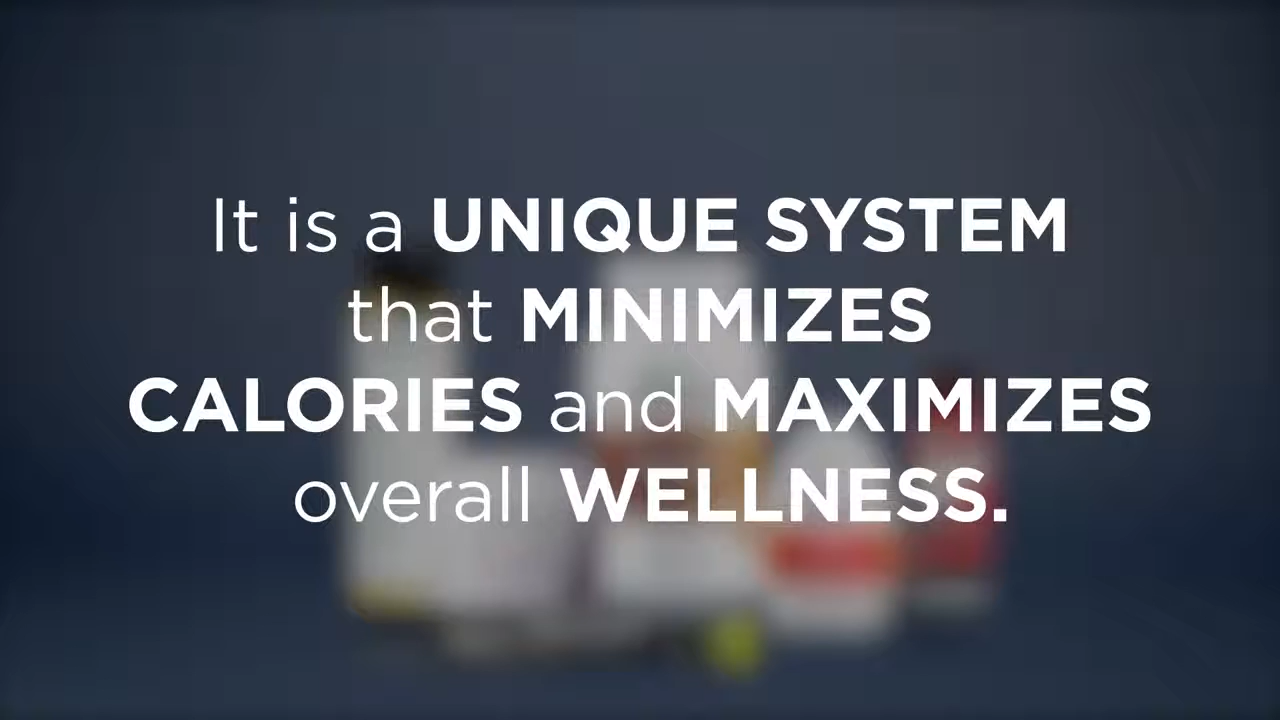 It is a UNIQUE SYSTEM
that MINIMIZES
CALORIES and MAXIMIZES
overall WELLNESS.